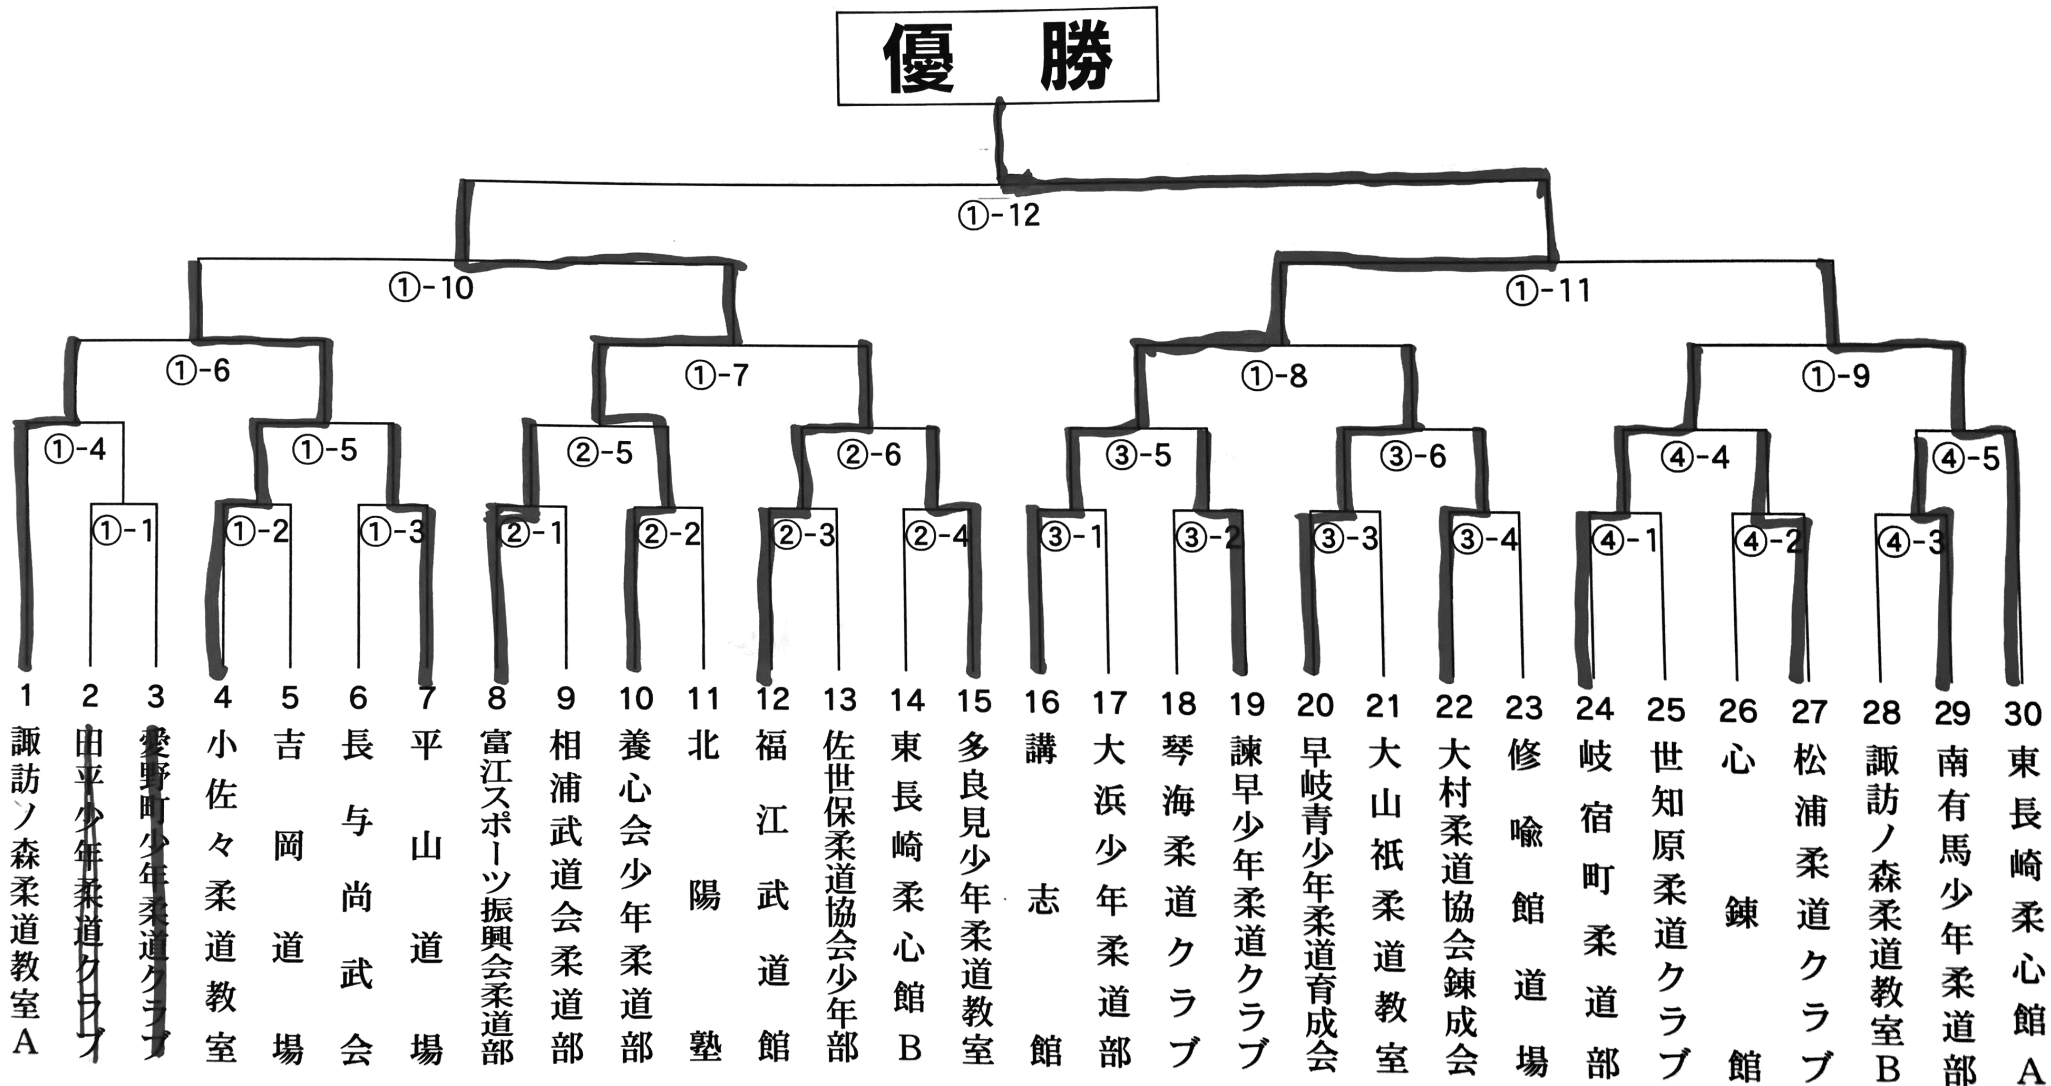 優 勝
①-12
①-10
①-11
①-6
①-7
①-8
①-9
①-4
①-5
②-5
②-6
③-5
③-6
④-4
④-5
①-1
①-2
①-3
②-1
②-2
②-3
②-4
③-1
③-2
③-3
③-4
④-1
④-2
④-3
1 諏訪ノ森柔道教室A
2 田平少年柔道クラブ
3 愛野町少年柔道クラブ
4 小佐々柔道教室
5 吉岡道場
6 長与尚武会
7 平山道場
8 富江スポーツ振興会柔道部
9 相浦武道会柔道部
10 養心会少年柔道部
11 北陽塾
12 福江武道館
13 佐世保柔道協会少年部
14 東長崎柔心館B
15 多良見少年柔道教室
16 講志館
17 大浜少年柔道部
18 琴海柔道クラブ
19 諫早少年柔道クラブ
20 早岐青少年柔道育成会
21 大山祇柔道教室
22 大村柔道協会錬成会
23 修喩館道場
24 岐宿町柔道部
25 世知原柔道クラブ
26 心錬館
27 松浦柔道クラブ
28 諏訪ノ森柔道教室B
29 南有馬少年柔道部
30 東長崎柔心館A